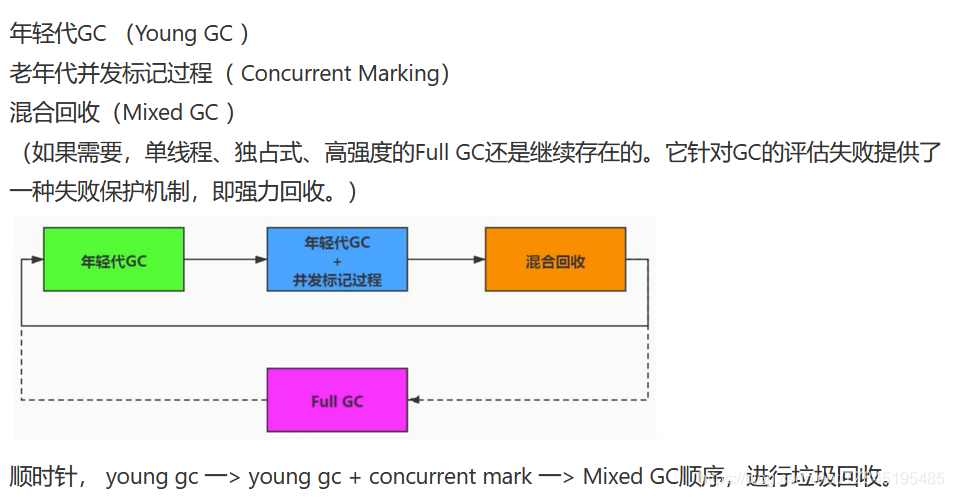 年轻代GC （Young GC ）
老年代并发标记过程（ Concurrent Marking）
混合回收（Mixed GC ）
（如果需要，单线程、独占式、高强度的Full GC还是继续存在的。它针对GC的评估失败提供了
一种失败保护机制，即强力回收。）
年轻代GC
年轻代GC
+
并发标记过程
混合回收
Full GC
顺时针， young gc —> young gc + concurrent mark —> Mixed GC顺序，进行垃圾回收。